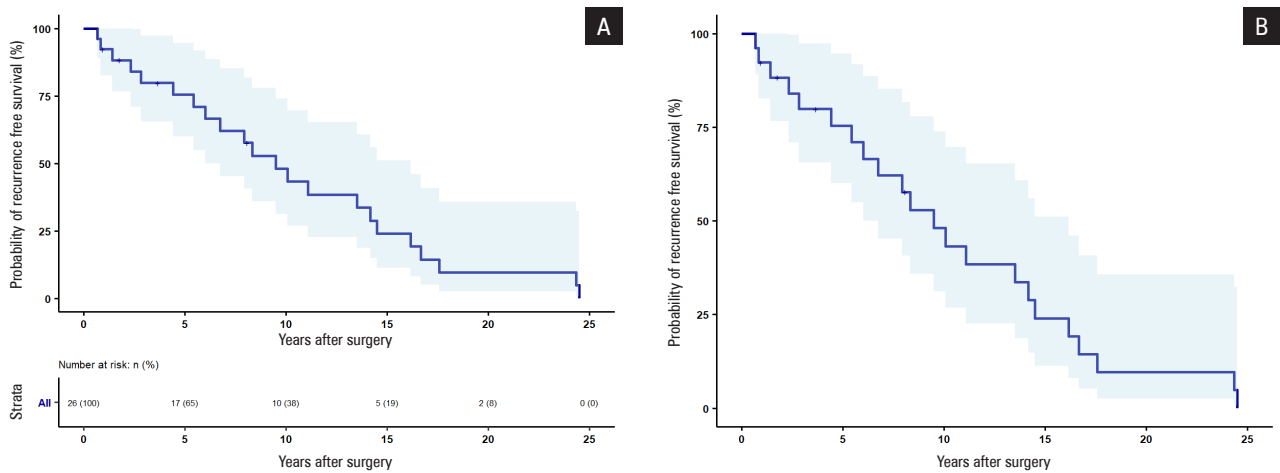 A
Probability of recurrence free survival (%)
100
75
50
25
0
0 5 10 15 20 25
Years after surgery
Number at risk: n (%)
Strata
All 26 (100) 17 (65) 10 (38) 5 (19) 2 (8) 0 (0)
0 5 10 15 20 25
Years after surgery
B
Probability of recurrence free survival (%)
100
75
50
25
0
0 5 10 15 20 25
Years after surgery